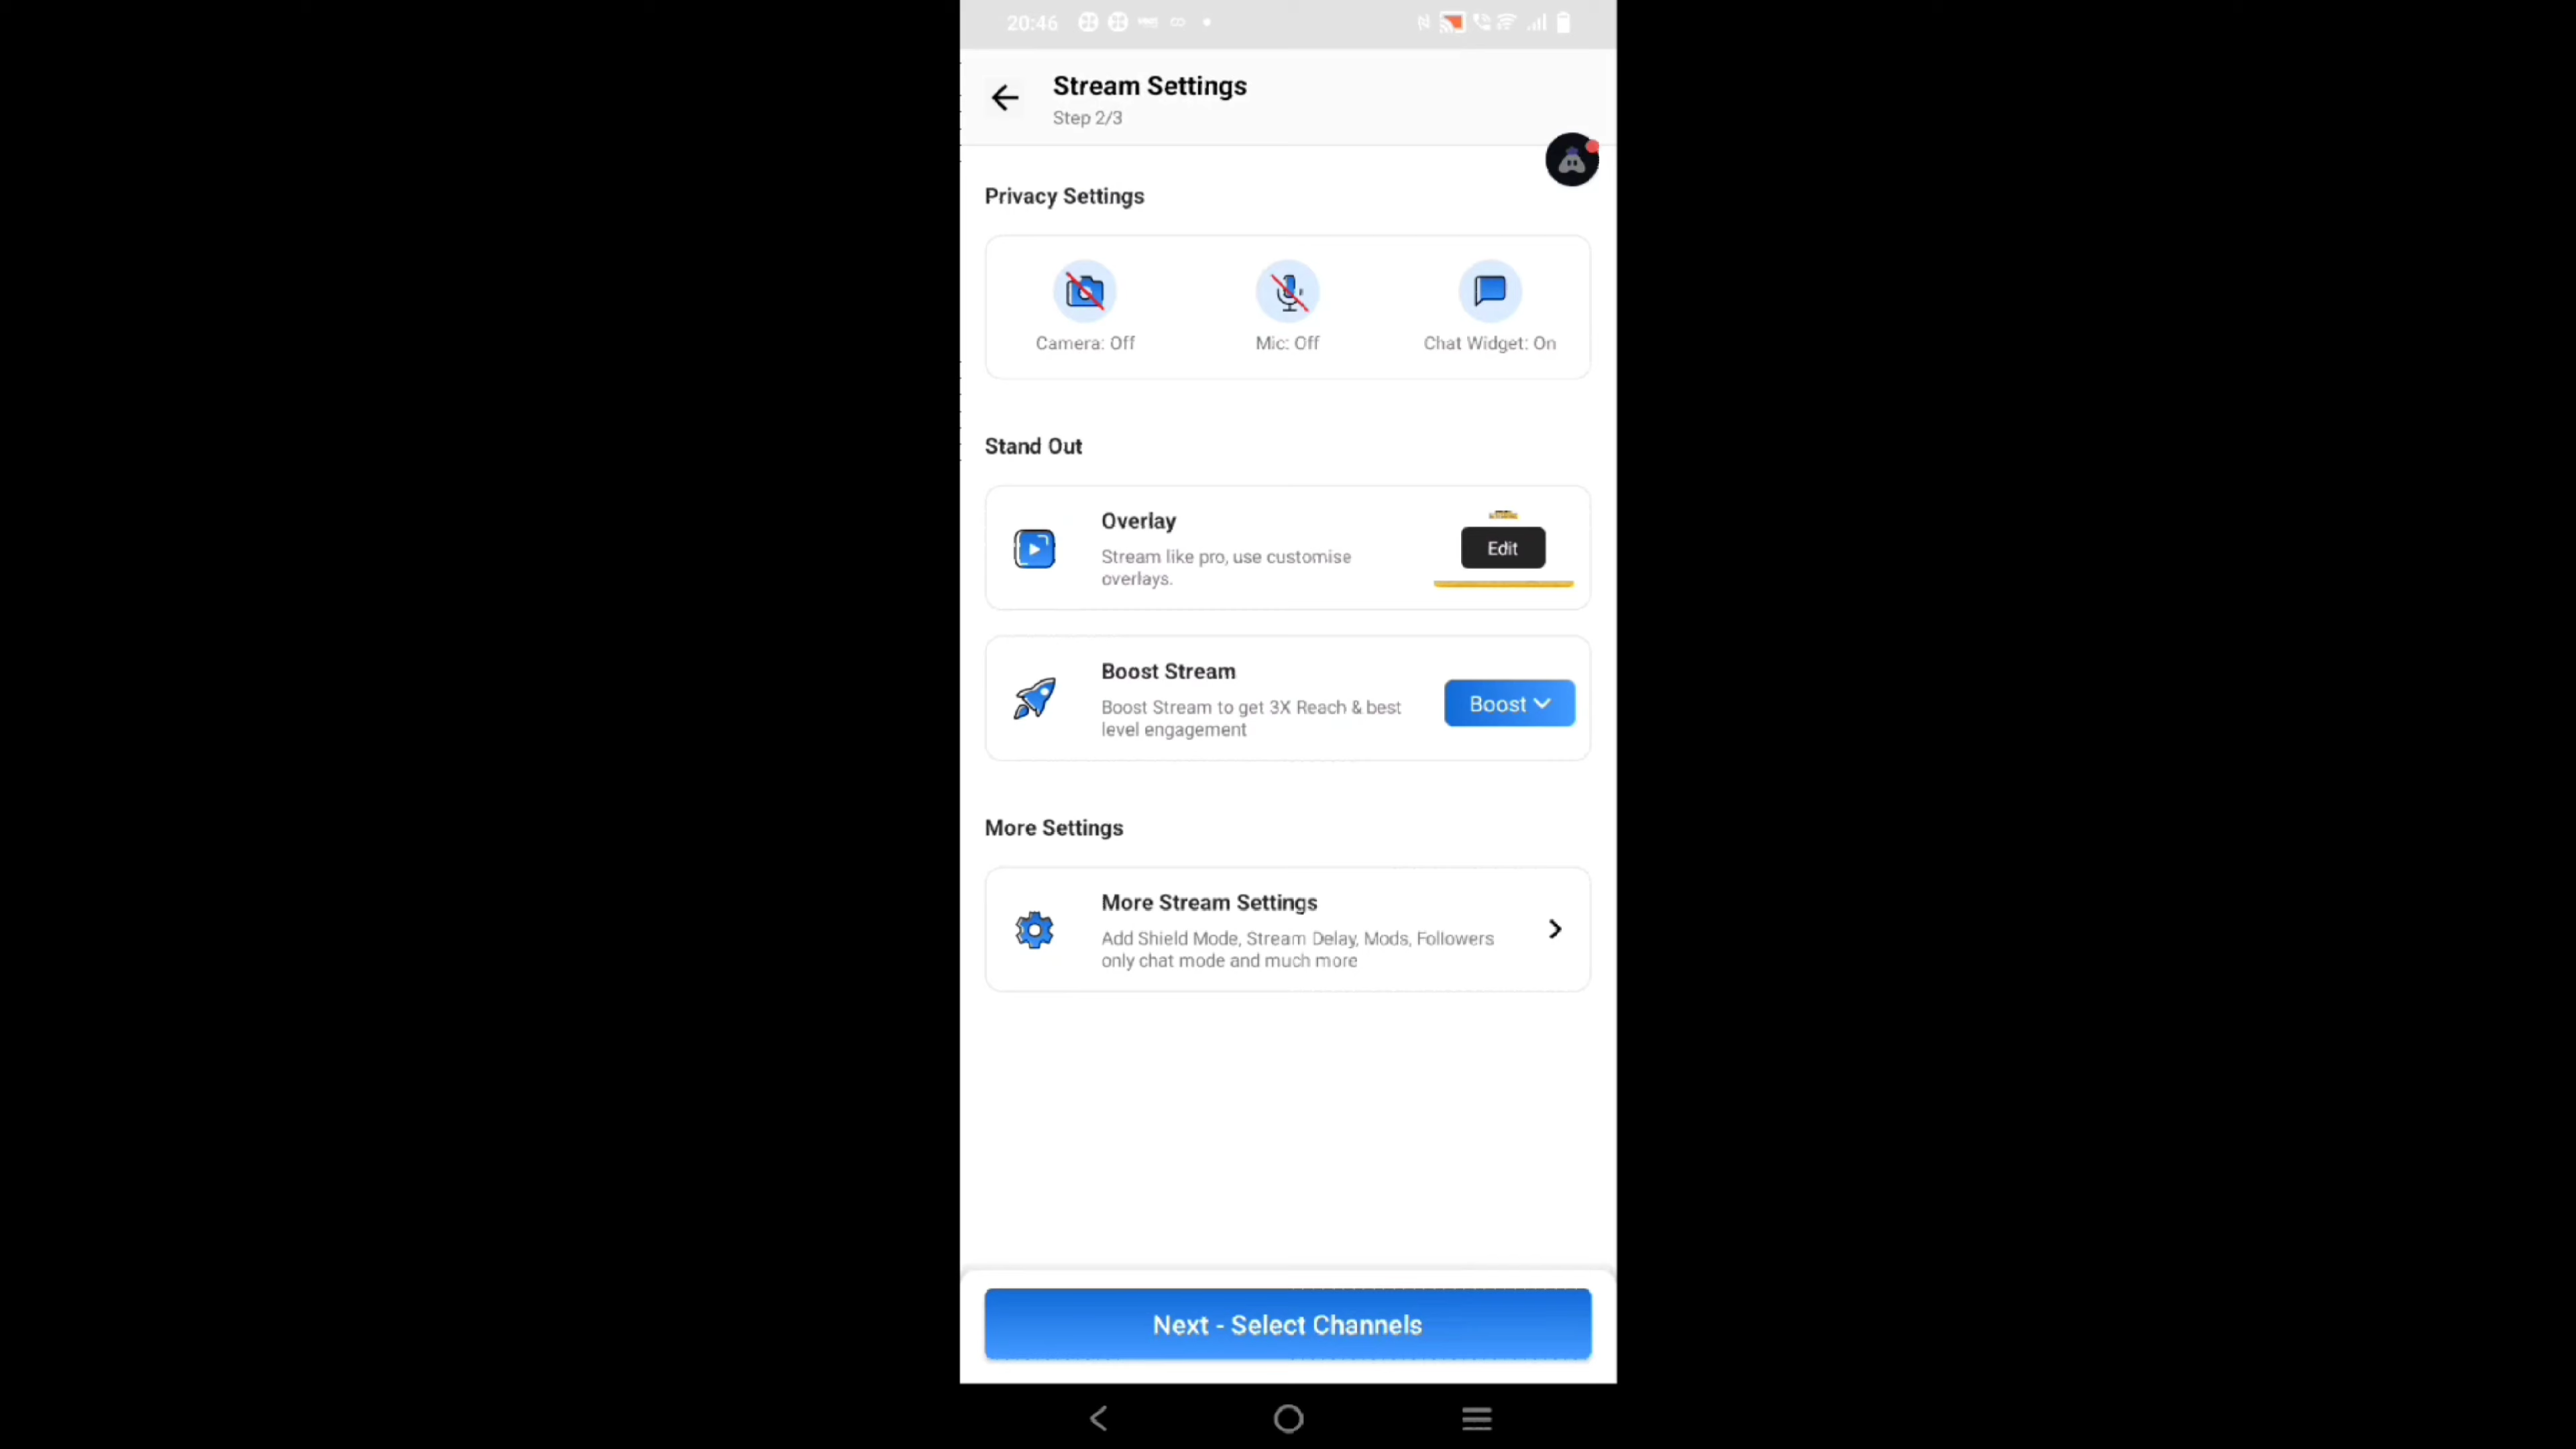 20:46
Stream Settings
Step 2/3
Privacy Settings
Camera: Off
Mic: Off
Chat Widget: On
Stand Out
Overlay
Stream like pro, use customise
overlays.
Edit
Boost Stream
Boost Stream to get 3X Reach & best
level engagement
Boost
More Settings
More Stream Settings
Add Shield Mode, Stream Delay, Mods, Followers
only chat mode and much more
Next - Select Channels